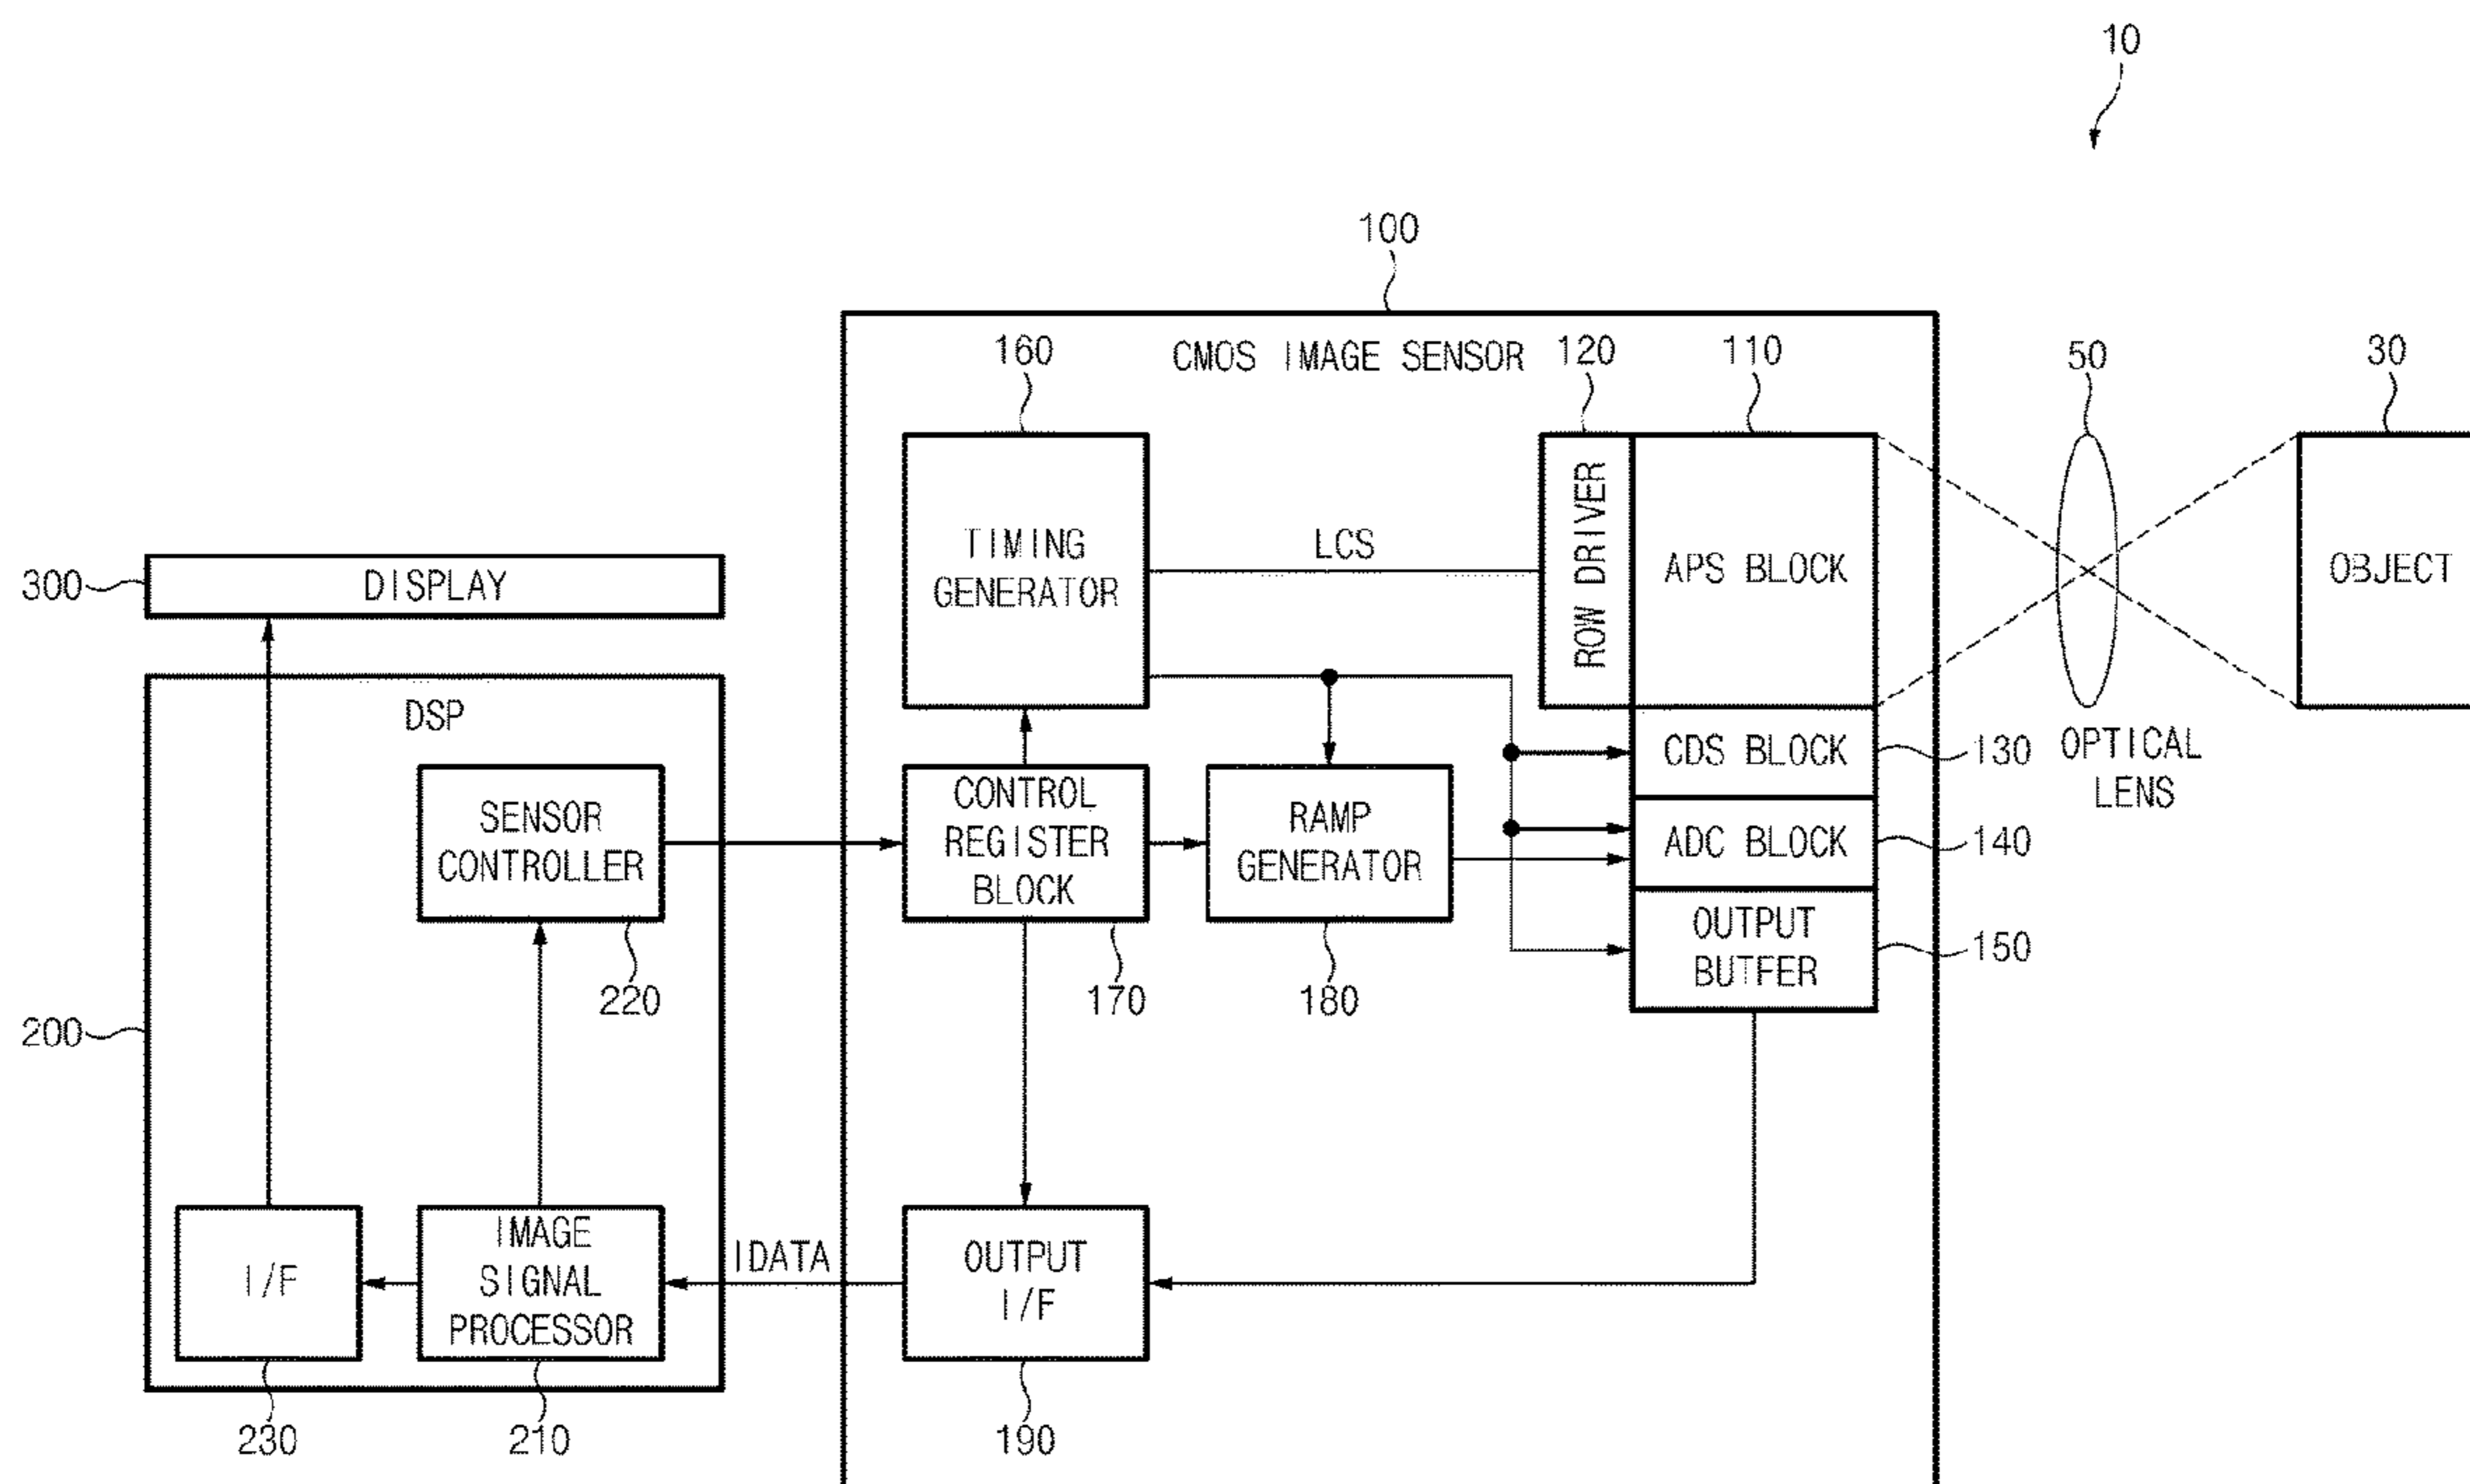 10
100
160
CMOS IMAGE SENSOR
120
110
50
30
TIMING
GENERATOR
LCS
ROW DRIVER
APS BLOCK
OBJECT
300
DISPLAY
DSP
CDS BLOCK
130
OPTICAL
LENS
SENSOR
CONTROLLER
CONTROL
REGISTER
BLOCK
RAMP
GENERATOR
ADC BLOCK
140
OUTPUT
BUTFER
150
220
170
180
200
I/F
IMAGE
SIGNAL
PROCESSOR
IDATA
OUTPUT
I/F
230
210
190